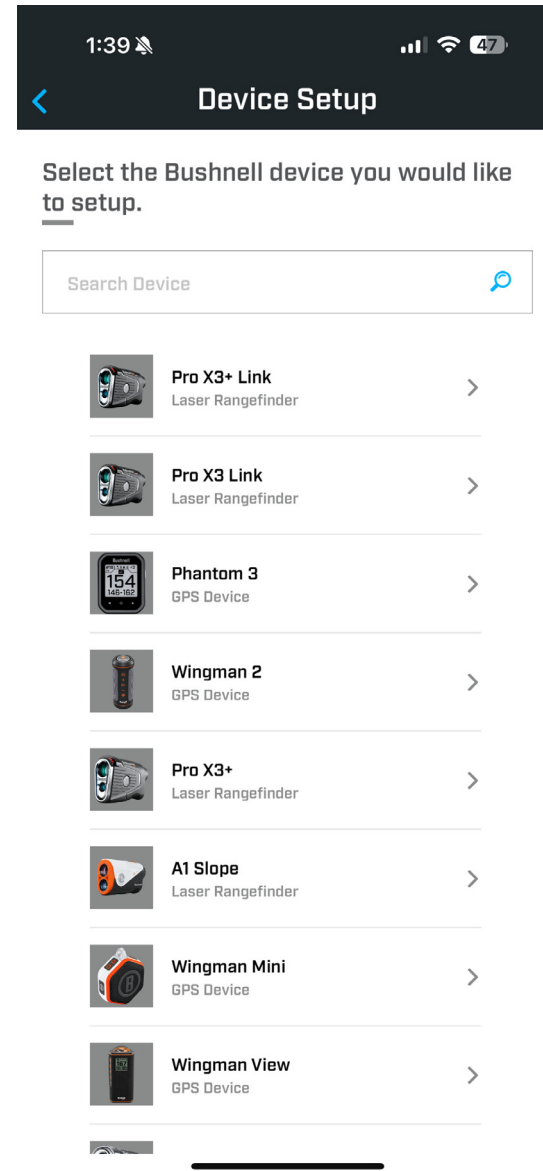 1:39
47
Device Setup
Select the Bushnell device you would like
to setup.
Search Device
Pro X3+ Link
Laser Rangefinder
Pro X3 Link
Laser Rangefinder
Bushnell
154
146-162
Phantom 3
GPS Device
Wingman 2
GPS Device
Pro X3+
Laser Rangefinder
A1 Slope
Laser Rangefinder
B
Wingman Mini
GPS Device
Wingman View
GPS Device